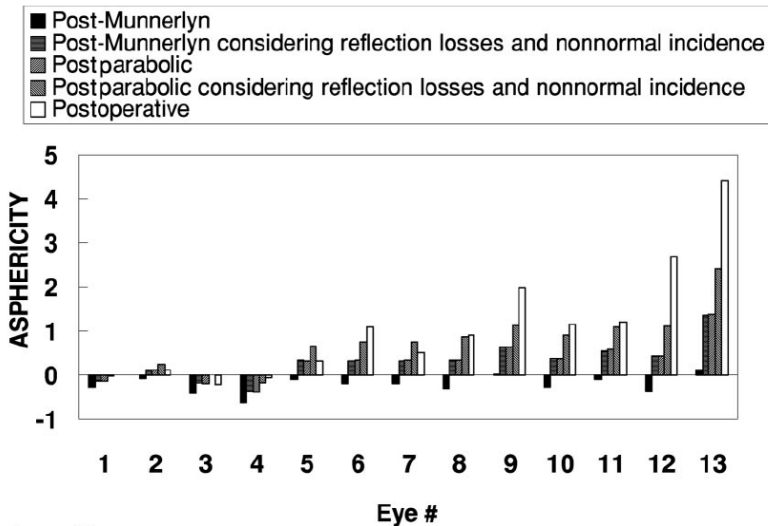 Post-Munnerlyn
Post-Munnerlyn considering reflection losses and nonnormal incidence
Postparabolic
Postparabolic considering reflection losses and nonnormal incidence
Postoperative
5
4
3
2
1
0
-1
ASPHERICITY
1 2 3 4 5 6 7 8 9 10 11 12 13
Eye #